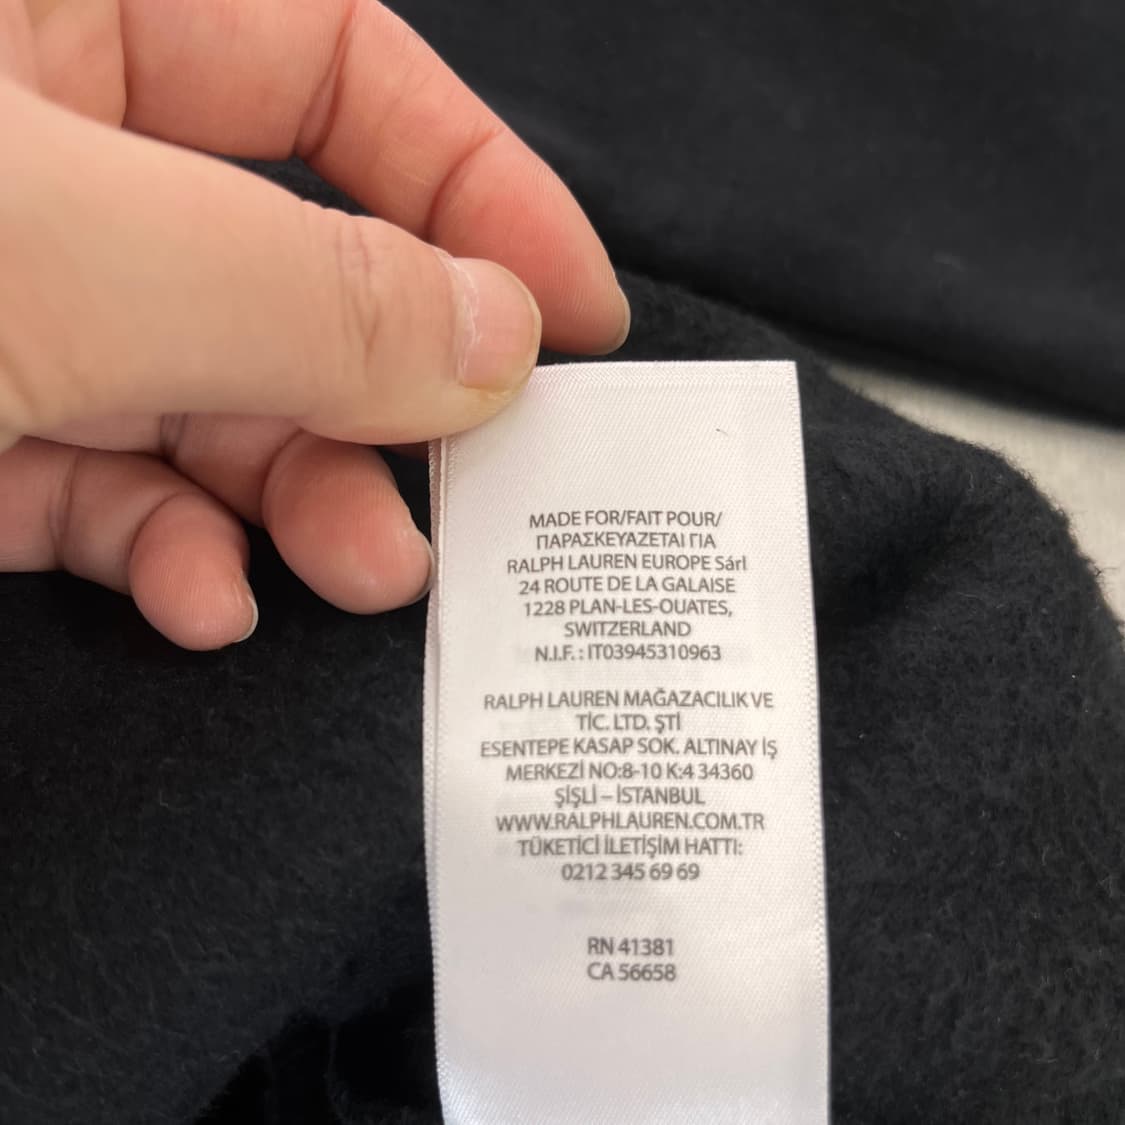 MADE FOR/FAIT POUR/
ΠΑΡΑΣΚΕΥΑΖΕΤΑΙ ΓΙΑ
RALPH LAUREN EUROPE Sárl
24 ROUTE DE LA GALAISE
1228 PLAN-LES-OUATES,
SWITZERLAND
N.I.F. : IT03945310963
RALPH LAUREN MAĞAZACILIK VE
TİC. LTD. ŞTİ
ESENTEPE KASAP SOK. ALTINAY İŞ
MERKEZİ NO:8-10 K:4 34360
ŞİŞLİ – İSTANBUL
WWW.RALPHLAUREN.COM.TR
TÜKETİCİ İLETİŞİM HATTI:
0212 345 69 69
RN 41381
CA 56658